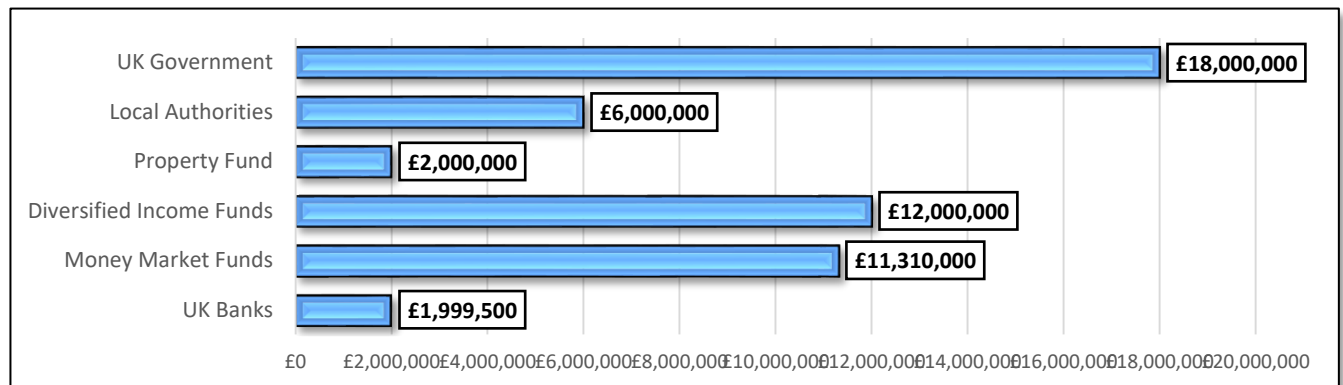 UK Government £18,000,000
Local Authorities £6,000,000
Property Fund £2,000,000
Diversified Income Funds £12,000,000
Money Market Funds £11,310,000
UK Banks £1,999,500
£0 £2,000,000 £4,000,000 £6,000,000 £8,000,000 £10,000,000 £12,000,000 £14,000,000 £16,000,000 £18,000,000 £20,000,000